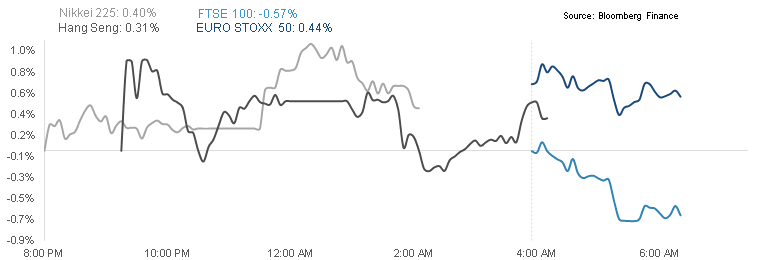 Nikkei 225: 0.40% FTSE 100: -0.57%
Hang Seng: 0.31% EURO STOXX 50: 0.44%
Source: Bloomberg Finance
1.0%
0.8%
0.6%
0.4%
0.2%
-0.1%
-0.3%
-0.5%
-0.7%
-0.9%
8:00 PM 10:00 PM 12:00 AM 2:00 AM 4:00 AM 6:00 AM